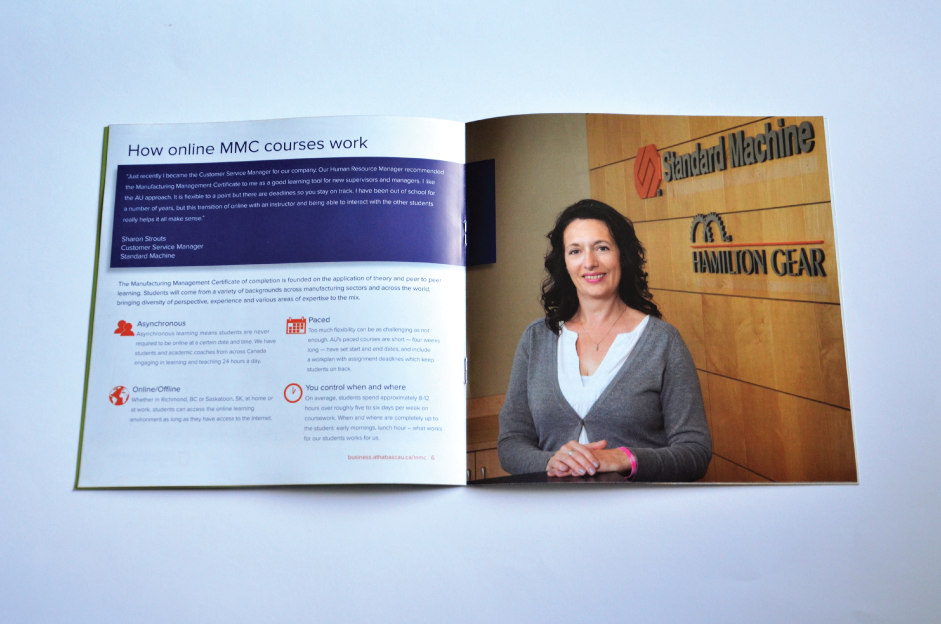 How online MMC courses work
"Just recently I became the Customer Service Manager for our company. Our Human Resource Manager recommended
the Manufacturing Management Certificate to me as a good learning tool for new supervisors and managers. I like
the AU approach. It is flexible to a point but there are deadlines so you stay on track. I have been out of school for
a number of years, but this transition of online with an instructor and being able to interact with the other students
really helps it all make sense."
Sharon Strouts
Customer Service Manager
Standard Machine
The Manufacturing Management Certificate of completion is founded on the application of theory and peer to peer
learning. Students will come from a variety of backgrounds across manufacturing sectors and across the world
bringing diversity of perspective, experience and various areas of expertise to the mix.
Asynchronous
Asynchronous learning means students are never
required to be online at a certain date and time. We have
students and academic coaches from across Canada
engaging in learning and teaching 24 hours a day.
Online/Offline
Whether in Richmond, BC or Saskatoon, SK, at home or
at work, students can access the online learning
environment as long as they have access to the Internet.
Paced
Too much flexibility can be as challenging as not
enough. AU's paced courses are short – four weeks
long – have set start and end dates, and include
a workplan with assignment deadlines which keeps
students on track.
You control when and where
On average, students spend approximately 8-12
hours over roughly five to six days per week on
coursework. When and where are completely up to
the student: early mornings, lunch hour – what works
for our students works for us.
business.athabascau.ca/mmc 6
Standard Machine
HAMILTON GEAR